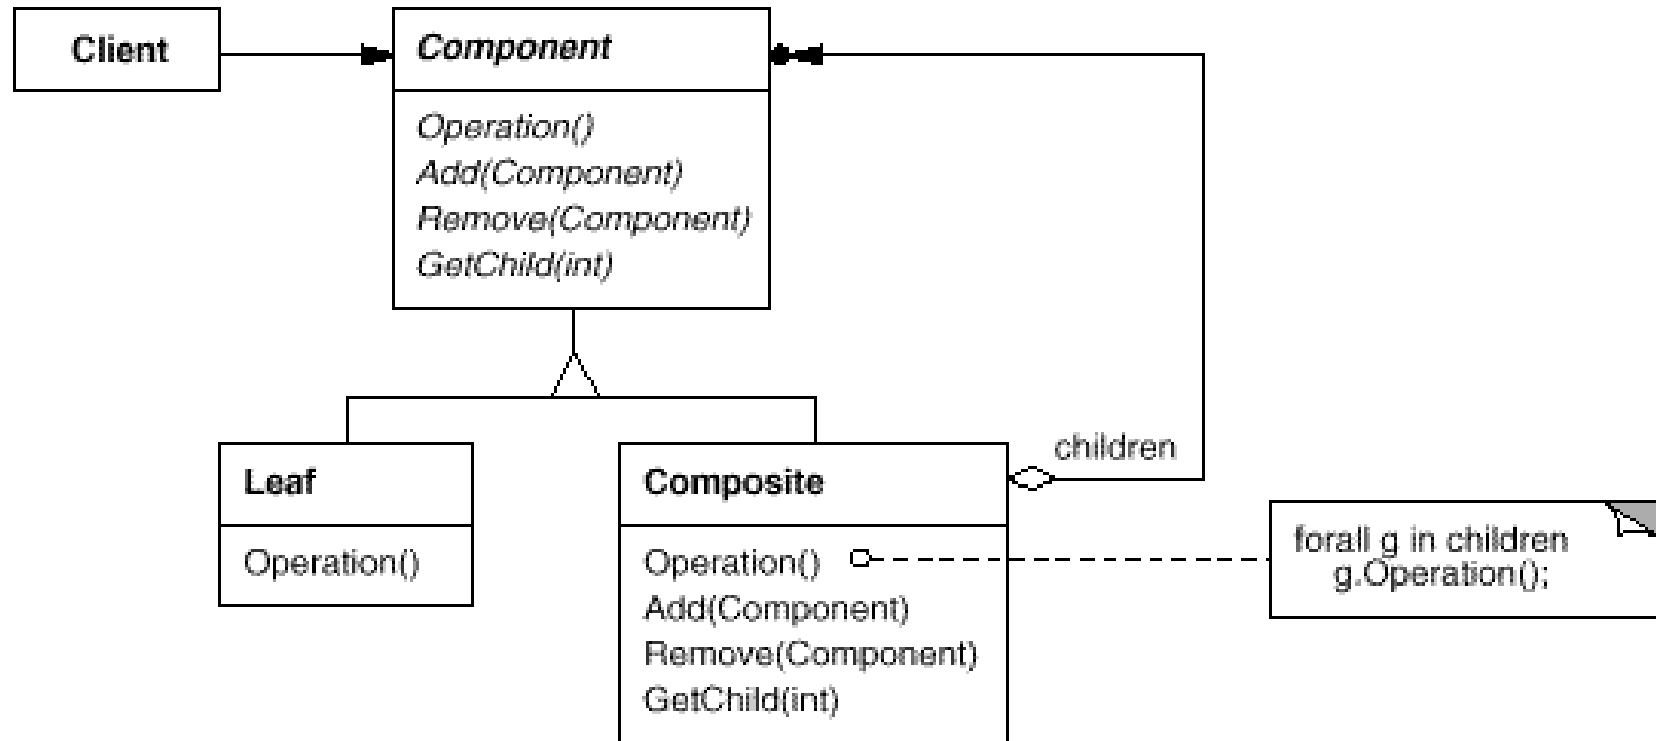 Client
Component
Operation()
Add(Component)
Remove(Component)
GetChild(int)
children
Leaf
Operation()
Composite
Operation()
Add(Component)
Remove(Component)
GetChild(int)
forall g in children
g.Operation();